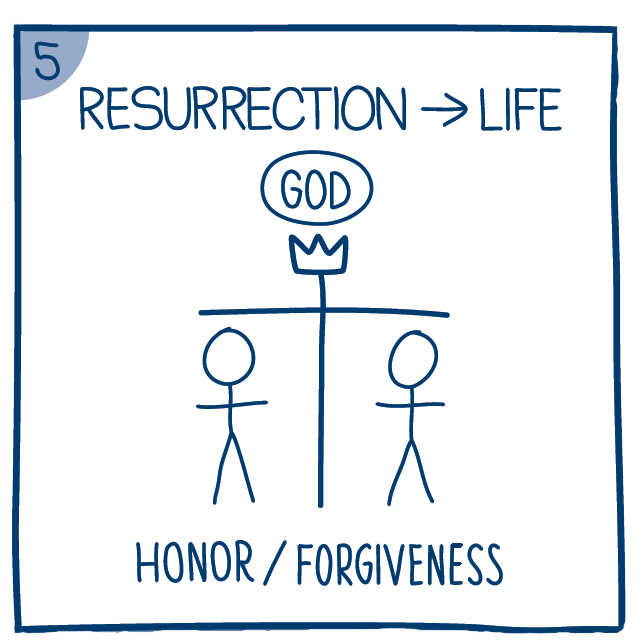 5
RESURRECTION → LIFE
GOD
HONOR / FORGIVENESS